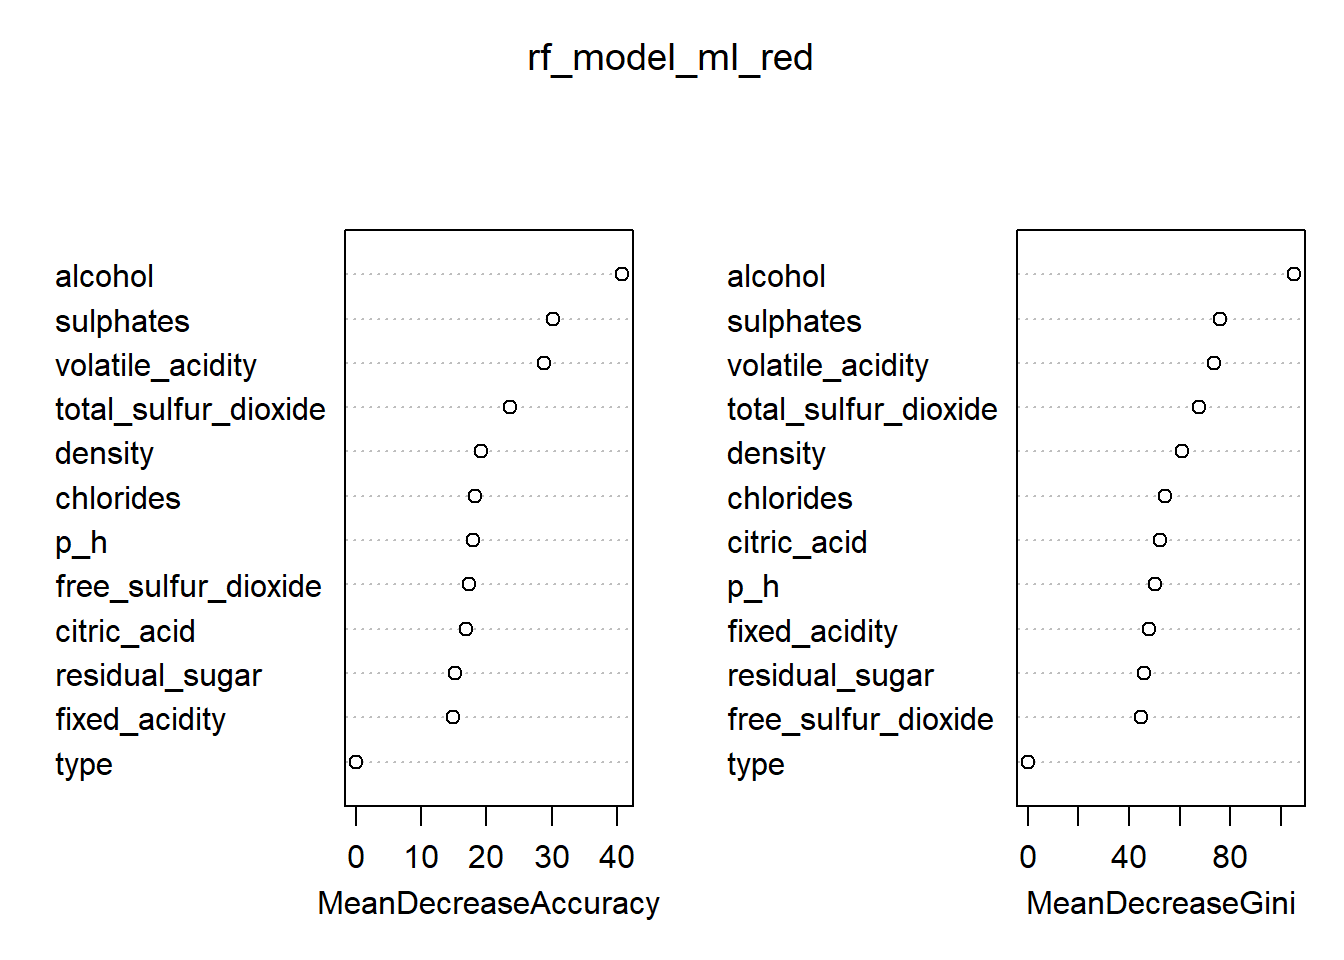 rf_model_ml_red
alcohol
sulphates
volatile_acidity
total_sulfur_dioxide
density
chlorides
p_h
free_sulfur_dioxide
citric_acid
residual_sugar
fixed_acidity
type
0 10 20 30 40
MeanDecreaseAccuracy
alcohol
sulphates
volatile_acidity
total_sulfur_dioxide
density
chlorides
citric_acid
p_h
fixed_acidity
residual_sugar
free_sulfur_dioxide
type
0 40 80
MeanDecreaseGini